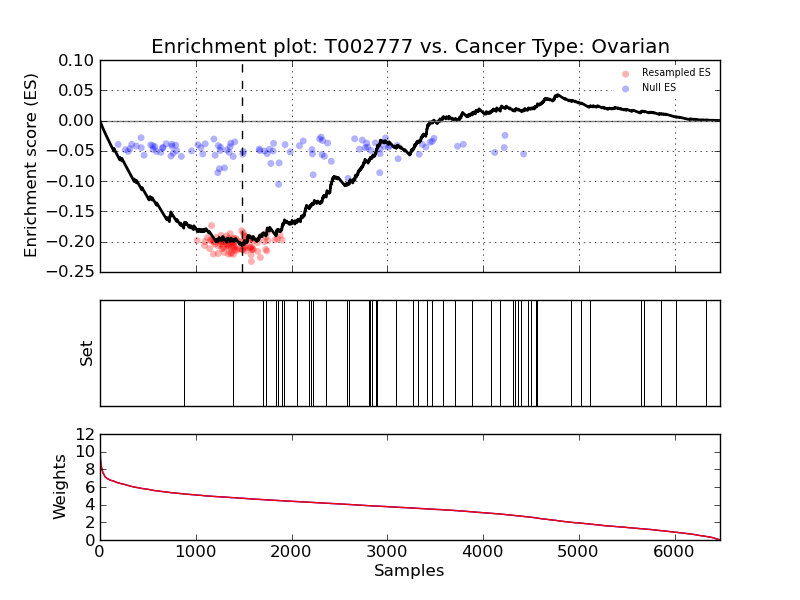 Enrichment plot: T002777 vs. Cancer Type: Ovarian
Enrichment score (ES)
0.10
0.05
0.00
−0.05
−0.10
−0.15
−0.20
−0.25
Resampled ES
Null ES
Set
Weights
12
10
8
6
4
2
0
0 1000 2000 3000 4000 5000 6000
Samples